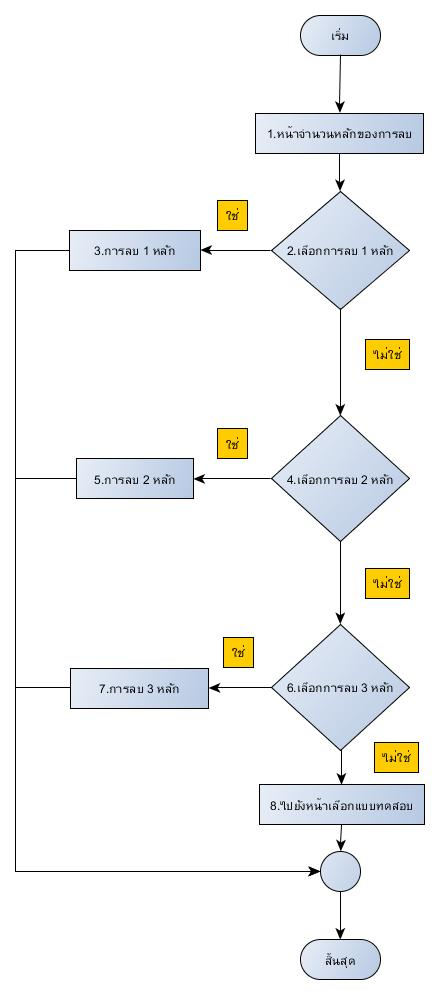 เริ่ม
1.หน้าจำนวนหลักของการลบ
ใช่
3.การลบ 1 หลัก
2.เลือกการลบ 1 หลัก
ไม่ใช่
ใช่
5.การลบ 2 หลัก
4.เลือกการลบ 2 หลัก
ไม่ใช่
ใช่
7.การลบ 3 หลัก
6.เลือกการลบ 3 หลัก
ไม่ใช่
8.ไปยังหน้าเลือกแบบทดสอบ
สิ้นสุด